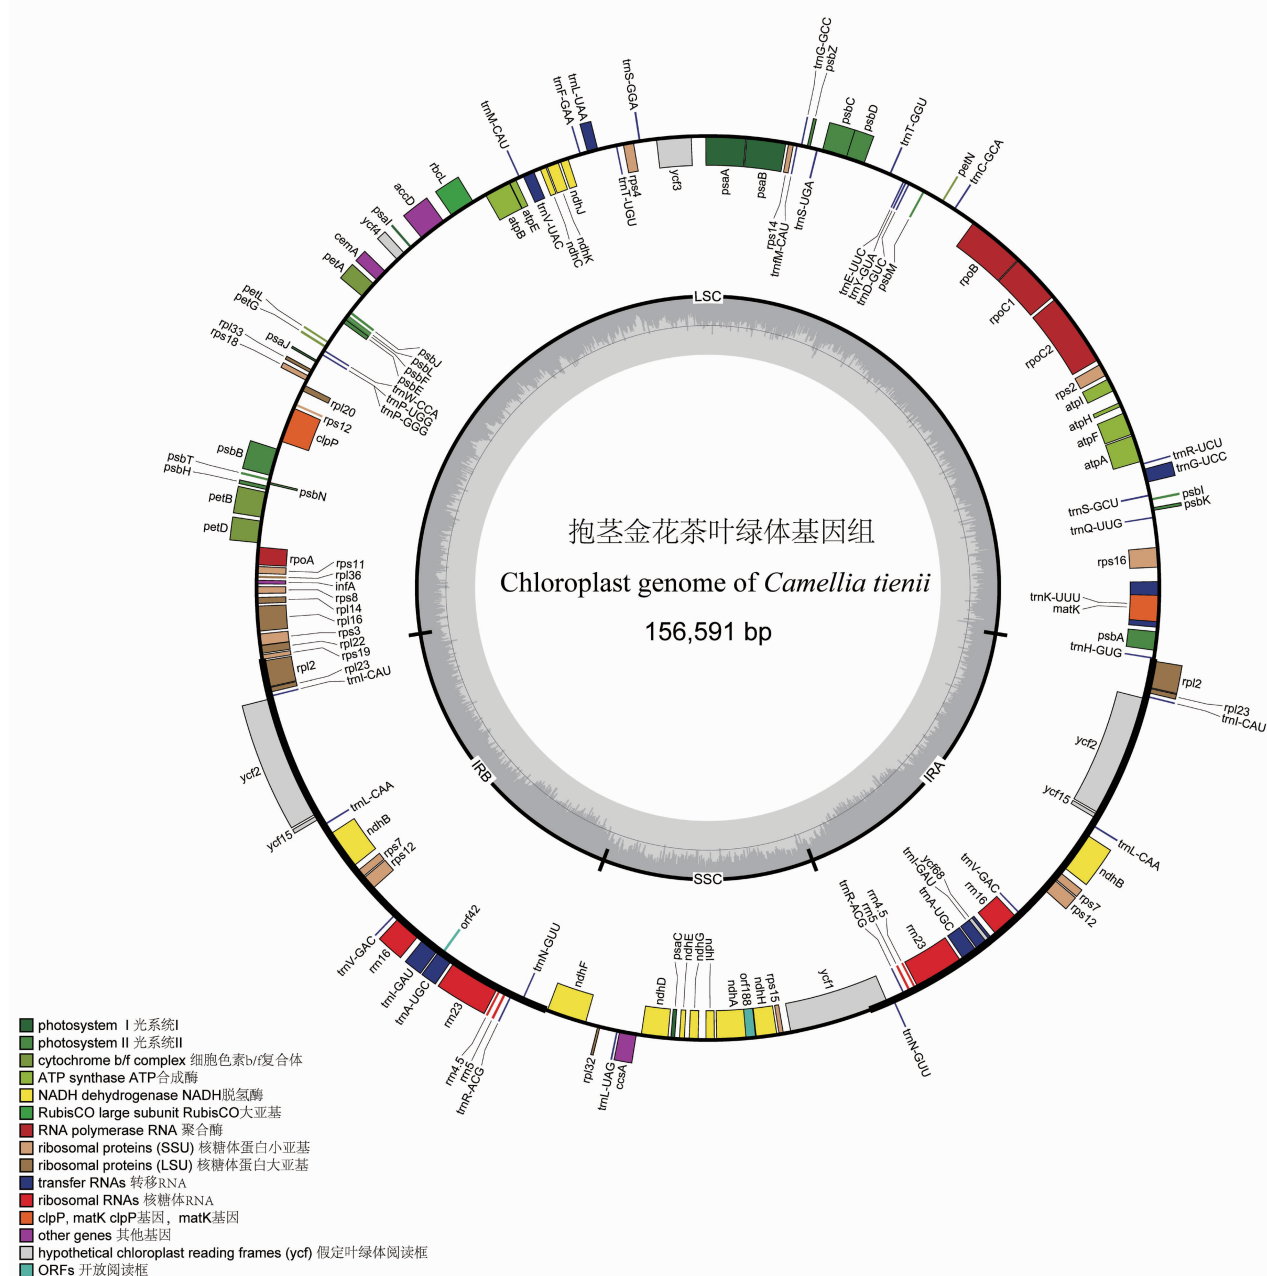 trnG-GCC
psbZ
psbC
psbD
trnT-GGU
petN
trnC-GCA
trnS-GGA
trnL-UAA
trnF-GAA
trnM-CAU
rbcL
accD
psaI
ycf4
cemA
petA
petL
petG
psaJ
rpl33
rps18
atpB
atpE
trnV-UAC
ndhC
ndhK
ndhJ
trnT-UGU
rps4
ycf3
psaA
psaB
rps14
trnfM-CAU
trnS-UGA
trnE-UUC
trnY-GUA
trnD-GUC
psbM
rpoB
rpoC1
rpoC2
rps2
atpI
atpH
atpF
atpA
trnR-UCU
trnG-UCC
trnS-GCU
psbI
psbK
trnQ-UUG
rps16
trnK-UUU
matK
psbA
trnH-GUG
rpl2
rpl23
trnI-CAU
ycf2
ycf15
trnL-CAA
ndhB
rps7
rps12
trnV-GAC
rrn16
ycf68
trnI-GAU
trnA-UGC
rrn23
rrn4.5
rrn5
trnR-ACG
trnN-GUU
ycf1
rps15
ndhH
orf188
ndhA
ndhI
ndhG
ndhE
psaC
ndhD
ccsA
trnL-UAG
rpl32
ndhF
trnN-GUU
trnR-ACG
rrn5
rrn4.5
rrn23
trnA-UGC
trnI-GAU
rrn16
trnV-GAC
orf42
rps12
rps7
ndhB
trnL-CAA
ycf15
ycf2
trnI-CAU
rpl23
rpl2
rps19
rpl22
rps3
rpl16
rpl14
rps8
infA
rpl36
rps11
rpoA
petD
petB
psbH
psbT
psbN
psbB
clpP
rps12
rpl20
trnP-GGG
trnP-UGG
trnW-CCA
psbE
psbF
psbL
psbJ
LSC
IRB
IRA
SSC
抱茎金花茶叶绿体基因组
Chloroplast genome of Camellia tienii
156,591 bp
photosystem I 光系统I
photosystem II 光系统II
cytochrome b/f complex 细胞色素b/f复合体
ATP synthase ATP合成酶
NADH dehydrogenase NADH脱氢酶
RubisCO large subunit RubisCO大亚基
RNA polymerase RNA 聚合酶
ribosomal proteins (SSU) 核糖体蛋白小亚基
ribosomal proteins (LSU) 核糖体蛋白大亚基
transfer RNAs 转移RNA
ribosomal RNAs 核糖体RNA
clpP, matK clpP基因，matK基因
other genes 其他基因
hypothetical chloroplast reading frames (ycf) 假定叶绿体阅读框
ORFs 开放阅读框